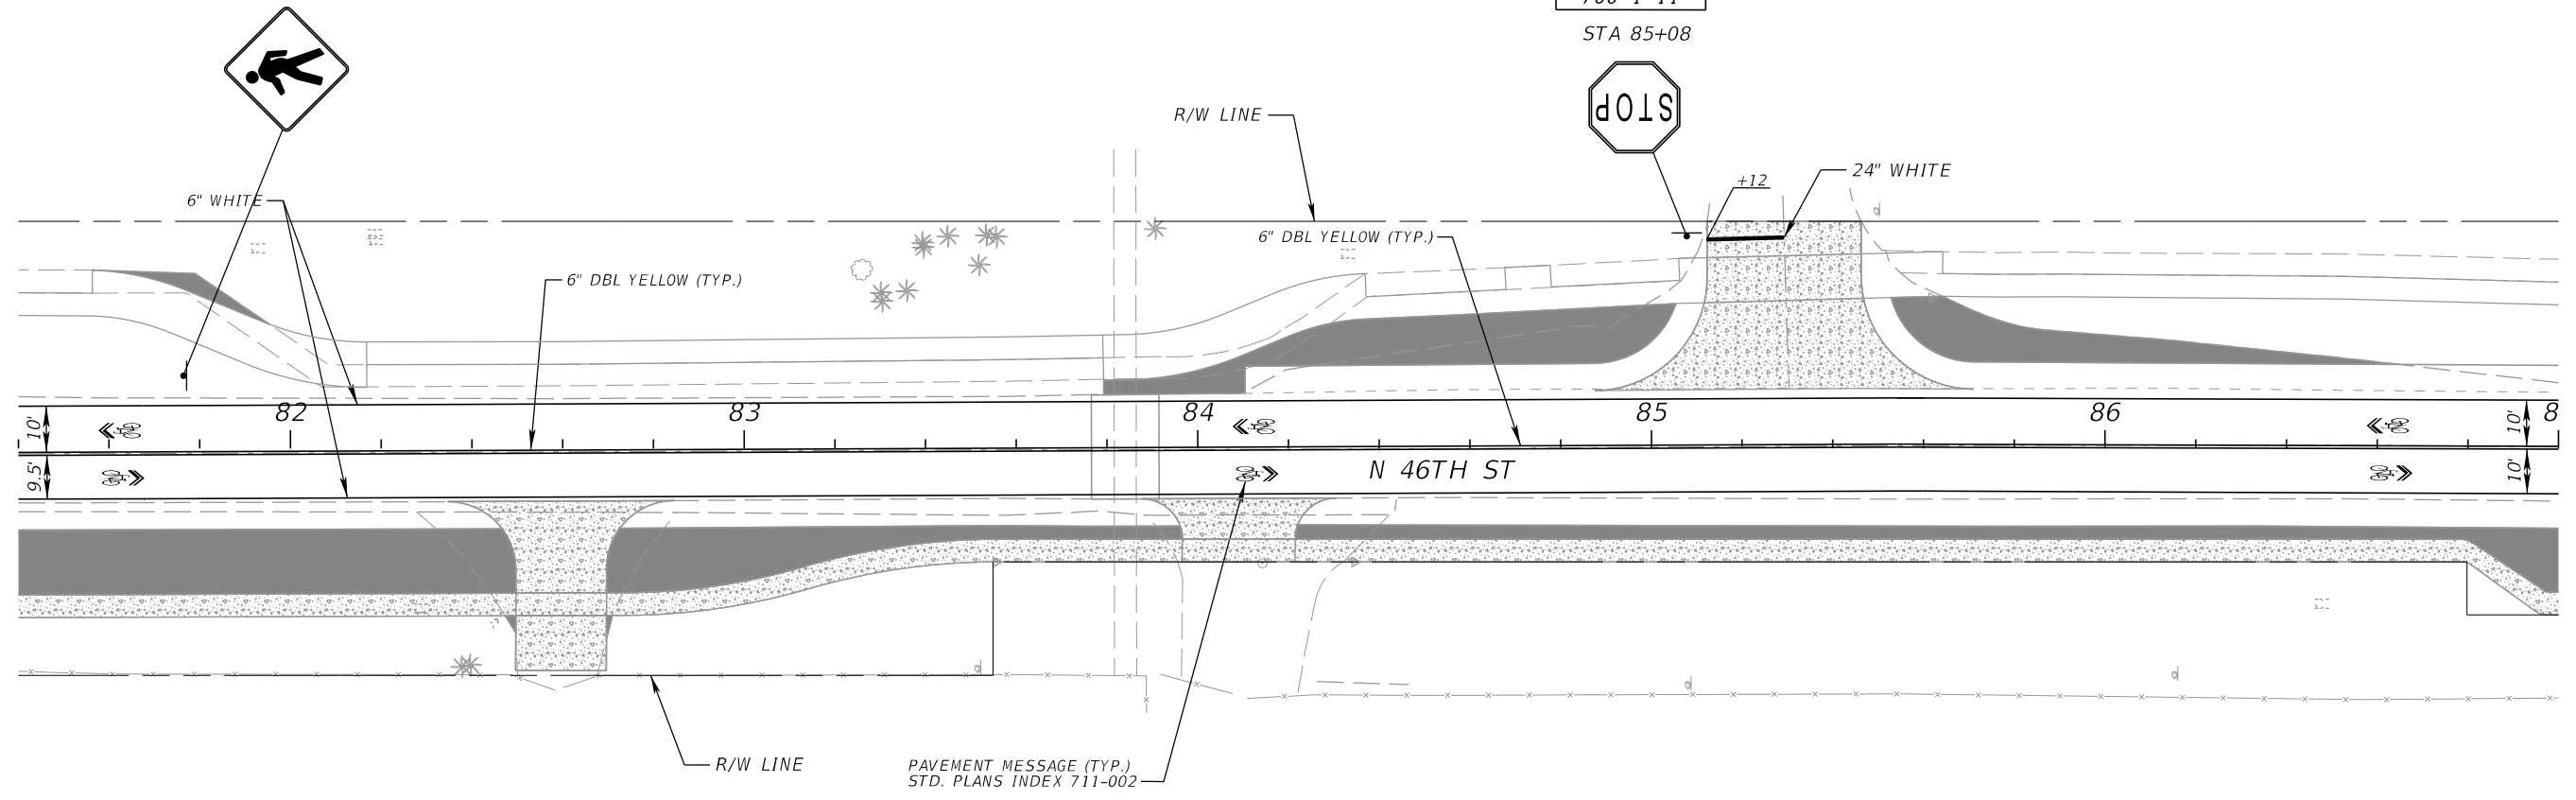 STA 85+08
STOP
R/W LINE
24" WHITE
+12
6" WHITE
6" DBL YELLOW (TYP.)
6" DBL YELLOW (TYP.)
82
83
84
85
86
8
10'
10'
N 46TH ST
9.5'
10'
R/W LINE
PAVEMENT MESSAGE (TYP.)
STD. PLANS INDEX 711-002